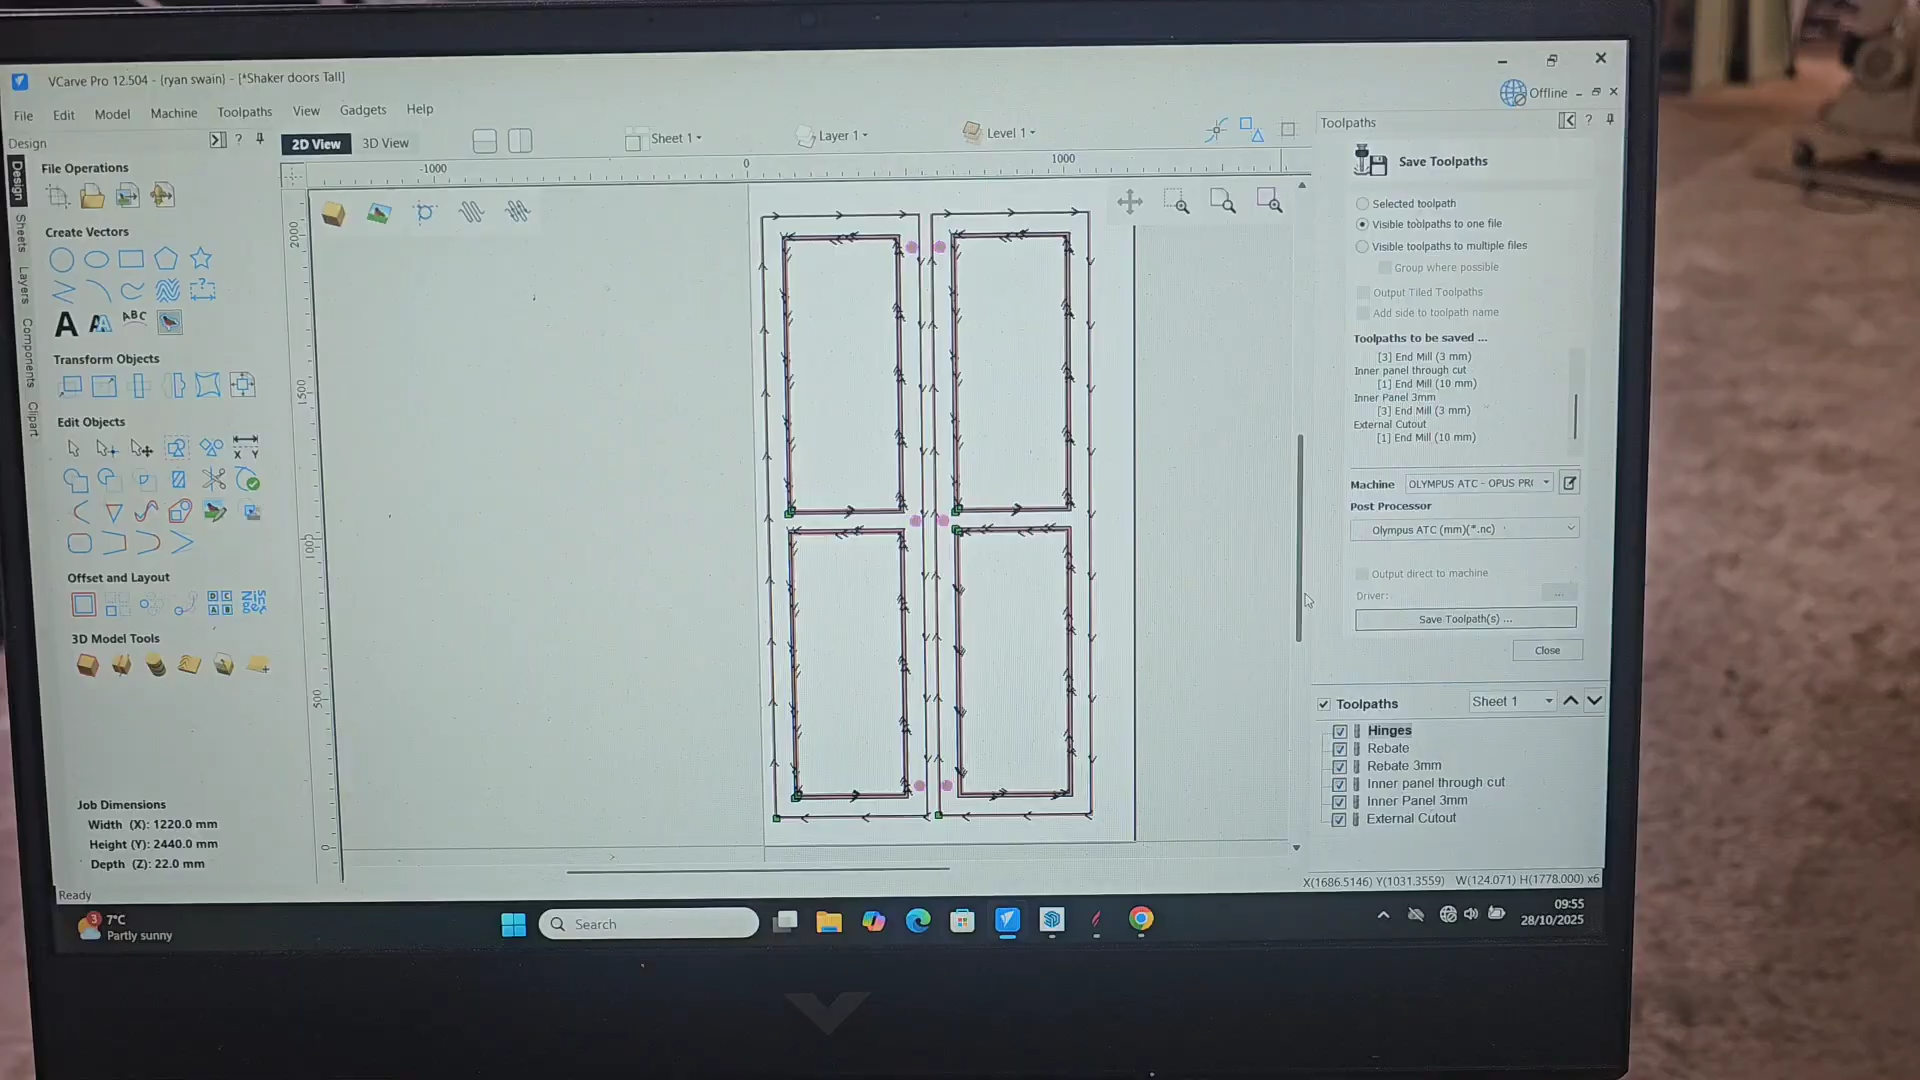 VCarve Pro 12.504 - {ryan swain} - {*Shaker doors Tall]
File Edit Model Machine Toolpaths View Gadgets Help
Offline
Design
2D View
3D View
Sheet 1
Layer 1
Level 1
Toolpaths
Design
Sheets
Layers
Components
Clipart
File Operations
Create Vectors
ABC
Transform Objects
Edit Objects
X Y
Offset and Layout
3D Model Tools
Job Dimensions
Width (X): 1220.0 mm
Height (Y): 2440.0 mm
Depth (Z): 22.0 mm
Ready
-1000
0
1000
2000
1500
1000
500
0
Save Toolpaths
Selected toolpath
Visible toolpaths to one file
Visible toolpaths to multiple files
Group where possible
Output Tiled Toolpaths
Add side to toolpath name
Toolpaths to be saved ...
[3] End Mill (3 mm)
Inner panel through cut
[1] End Mill (10 mm)
Inner Panel 3mm
[3] End Mill (3 mm)
External Cutout
[1] End Mill (10 mm)
Machine OLYMPUS ATC - OPUS PR(
Post Processor
Olympus ATC (mm)(*.nc)
Output direct to machine
Driver:
...
Save Toolpath(s) ...
Close
Toolpaths
Sheet 1
Hinges
Rebate
Rebate 3mm
Inner panel through cut
Inner Panel 3mm
External Cutout
X(1686.5146) Y(1031.3559) W(124.071) H(1778.000) x6
3
7°C
Partly sunny
Search
09:55
28/10/2025